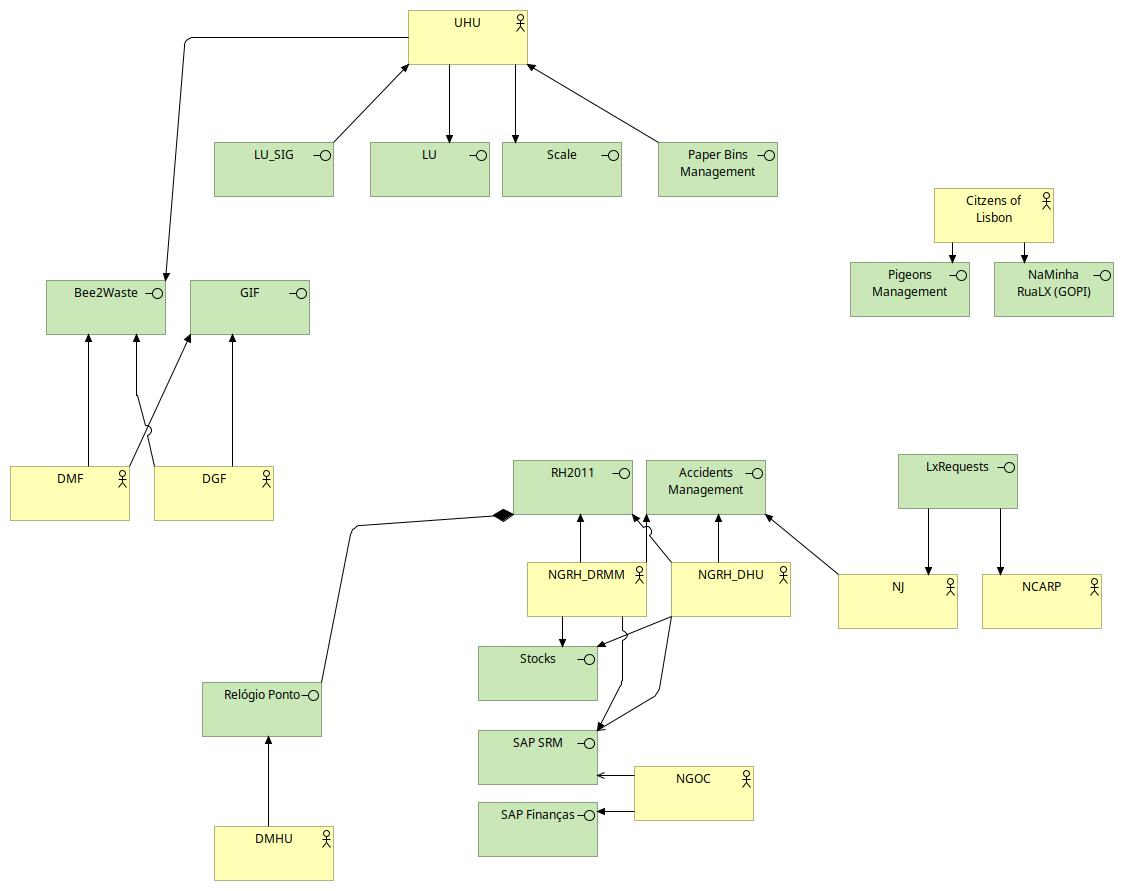 UHU
LU_SIG
LU
Scale
Paper Bins
Management
Citzens of
Lisbon
Pigeons
Management
NaMinha
RuaLX (GOPI)
Bee2Waste
GIF
DMF
DGF
RH2011
Accidents
Management
LxRequests
NGRH_DRMM
NGRH_DHU
NJ
NCARP
Stocks
Relógio Ponto
SAP SRM
NGOC
SAP Finanças
DMHU